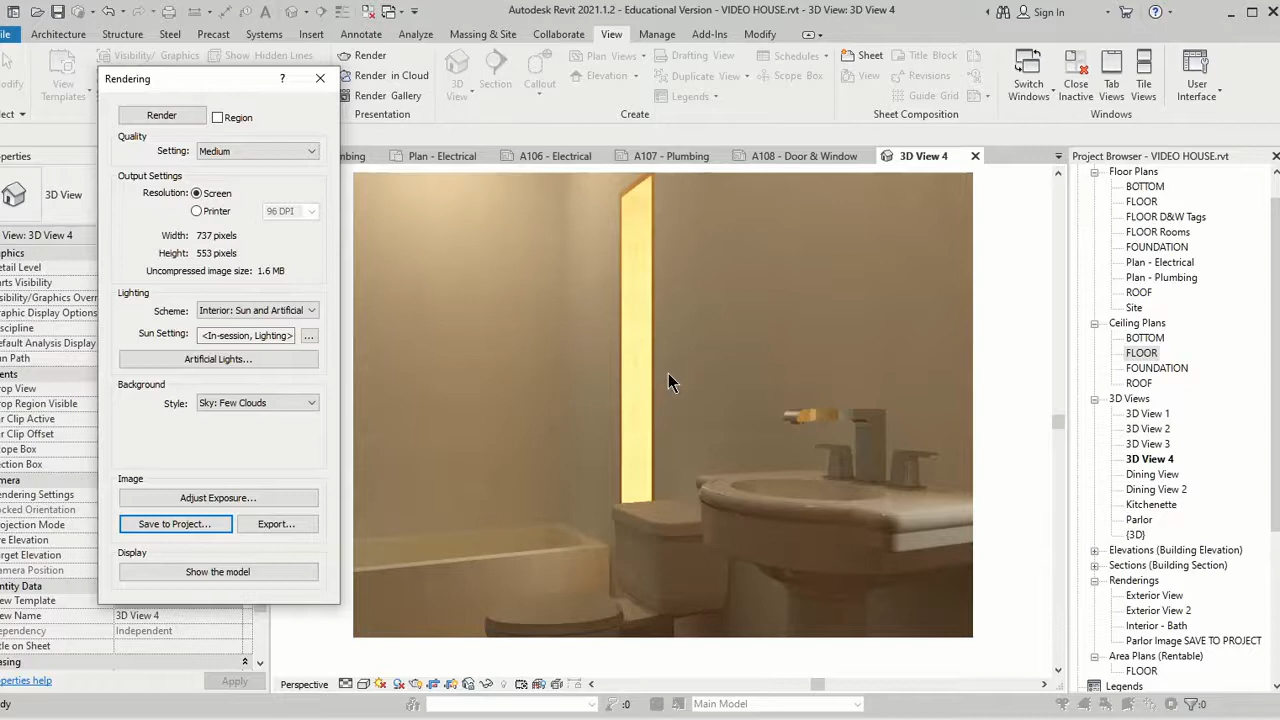 Autodesk Revit 2021.1.2 - Educational Version - VIDEO HOUSE.rvt - 3D View: 3D View 4
Sign In
Architecture Structure Steel Precast Systems Insert Annotate Analyze Massing & Site Collaborate View Manage Add-Ins Modify
View
Templates
Visibility/ Graphics
Show Hidden Lines
Render
Render in Cloud
Render Gallery
Presentation
3D
View
Section
Callout
Plan Views
Elevation
Drafting View
Duplicate View
Legends
Schedules
Scope Box
Create
Sheet
View
Title Block
Revisions
Guide Grid
Sheet Composition
Switch
Windows
Close
Inactive
Tab
Views
Tile
Views
Windows
User
Interface
Rendering
Render
Region
Quality
Setting: Medium
Output Settings
Resolution: Screen
Printer 96 DPI
Width: 737 pixels
Height: 553 pixels
Uncompressed image size: 1.6 MB
Lighting
Scheme: Interior: Sun and Artificial
Sun Setting: <In-session, Lighting> ...
Artificial Lights...
Background
Style: Sky: Few Clouds
Image
Adjust Exposure...
Save to Project... Export...
Display
Show the model
3D View
View Name 3D View 4
Independent
Properties help
Apply
Plan - Electrical
A106 - Electrical
A107 - Plumbing
A108 - Door & Window
3D View 4
Perspective
:0
Main Model
:0
Project Browser - VIDEO HOUSE.rvt
Floor Plans
BOTTOM
FLOOR
FLOOR D&W Tags
FLOOR Rooms
FOUNDATION
Plan - Electrical
Plan - Plumbing
ROOF
Site
Ceiling Plans
BOTTOM
FLOOR
FOUNDATION
ROOF
3D Views
3D View 1
3D View 2
3D View 3
3D View 4
Dining View
Dining View 2
Kitchenette
Parlor
{3D}
Elevations (Building Elevation)
Sections (Building Section)
Renderings
Exterior View
Exterior View 2
Interior - Bath
Parlor Image SAVE TO PROJECT
Area Plans (Rentable)
FLOOR
Legends